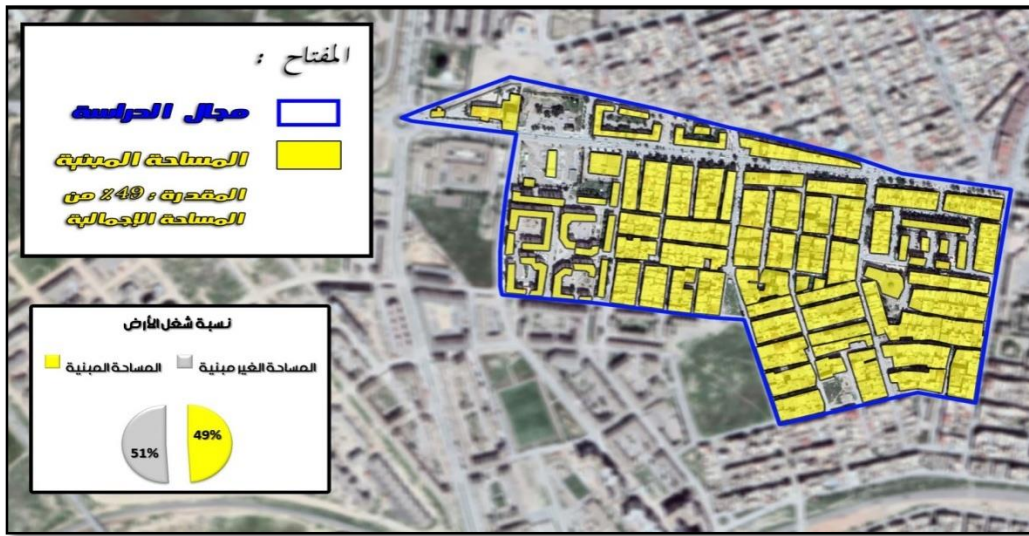 المفتاح :
مجال الدراسة
المساحة المبنية
المقدرة : 49٪ من
المساحة الإجمالية
نسبة شغل الأرض
المساحة المبنية المساحة الغير مبنية
51% 49%